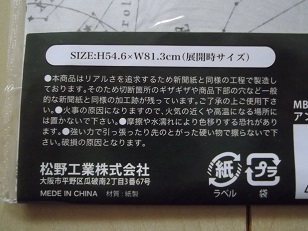 SIZE:H54.6×W81.3cm(展開時サイズ)
●本商品はリアルさを追求するため新聞紙と同様の工程で製造し
ております。そのため切断箇所のギザギザや商品下部の穴など一般
的な新聞紙と同様の加工跡が残っています。ご了承の上ご使用下さ
い。●火事の原因になりますので、火気の近くや高温になる場所に
は置かないで下さい。●摩擦や水濡れにより色移りする恐れがあり
ます。●強い力で引っ張ったり先のとがった硬い物で擦らないで下
さい。破損の原因になります。
松野工業株式会社
大阪市平野区瓜破南2丁目3番67号
MADE IN CHINA 材質:紙製
紙
ラベル
プラ
袋
MB
アン